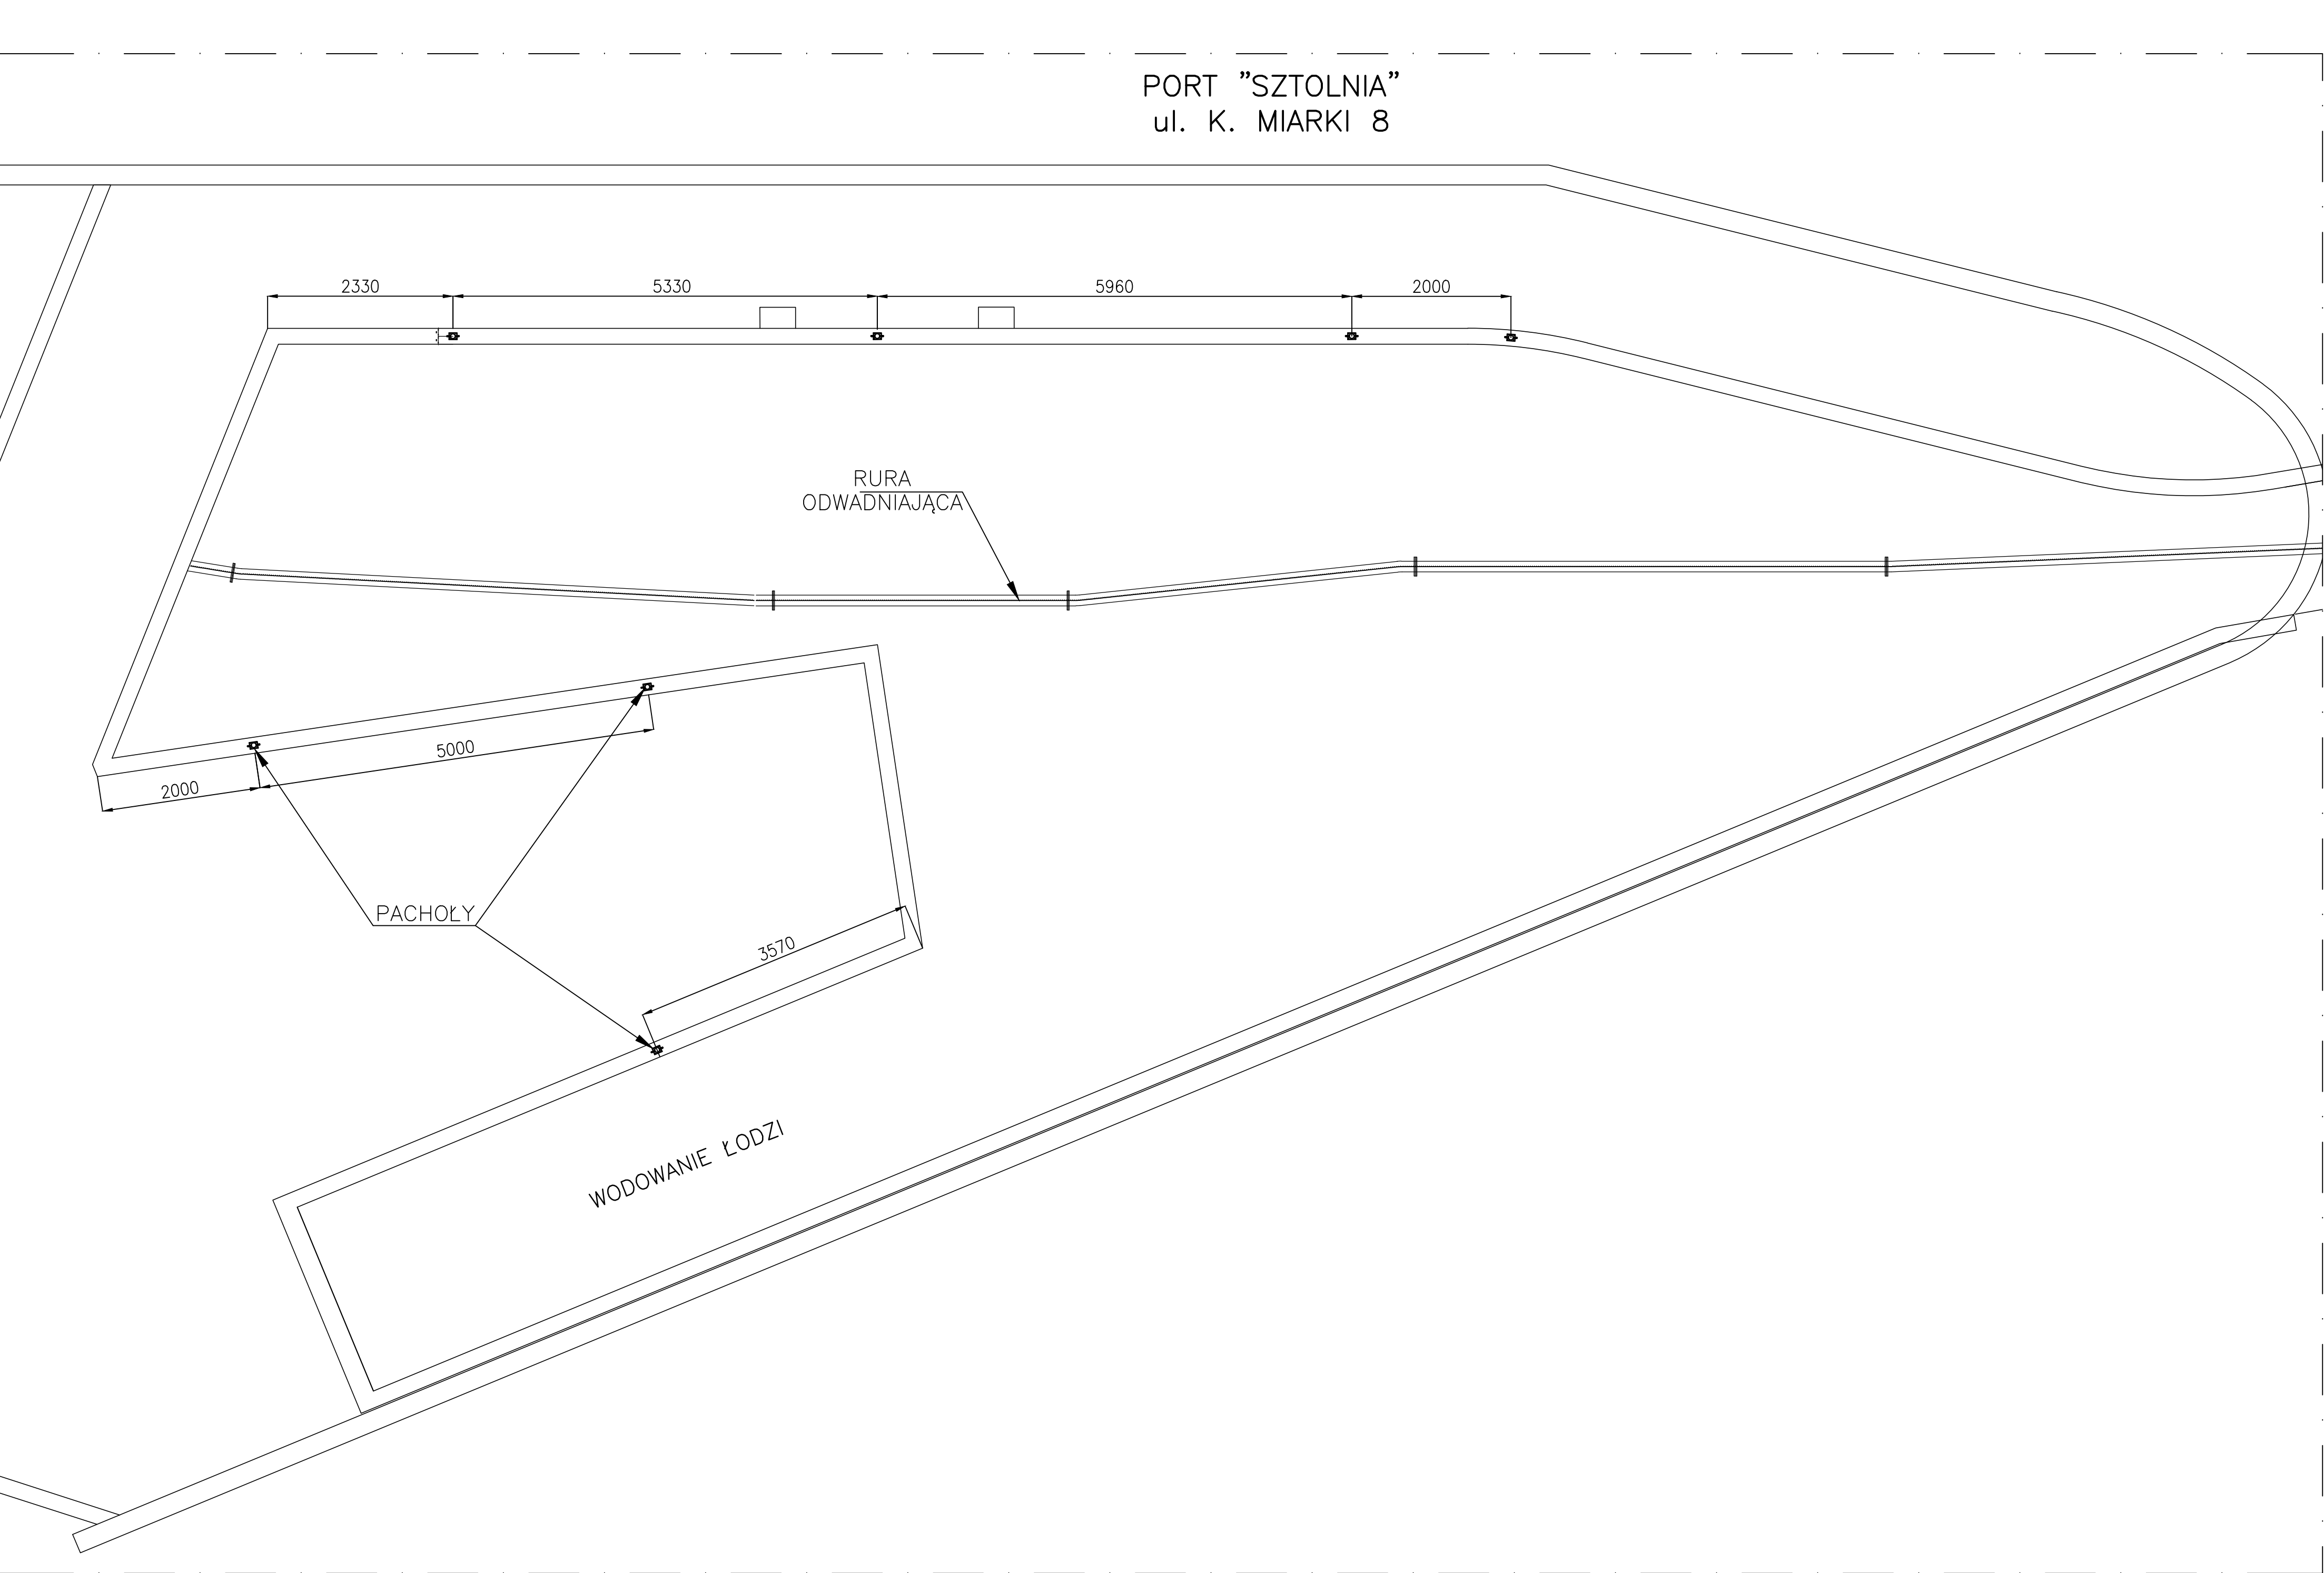 PORT ”SZTOLNIA”
ul. K. MIARKI 8
2330
5330
5960
2000
RURA
ODWADNIAJĄCA
5000
2000
PACHOŁY
3570
WODOWANIE ŁODZI